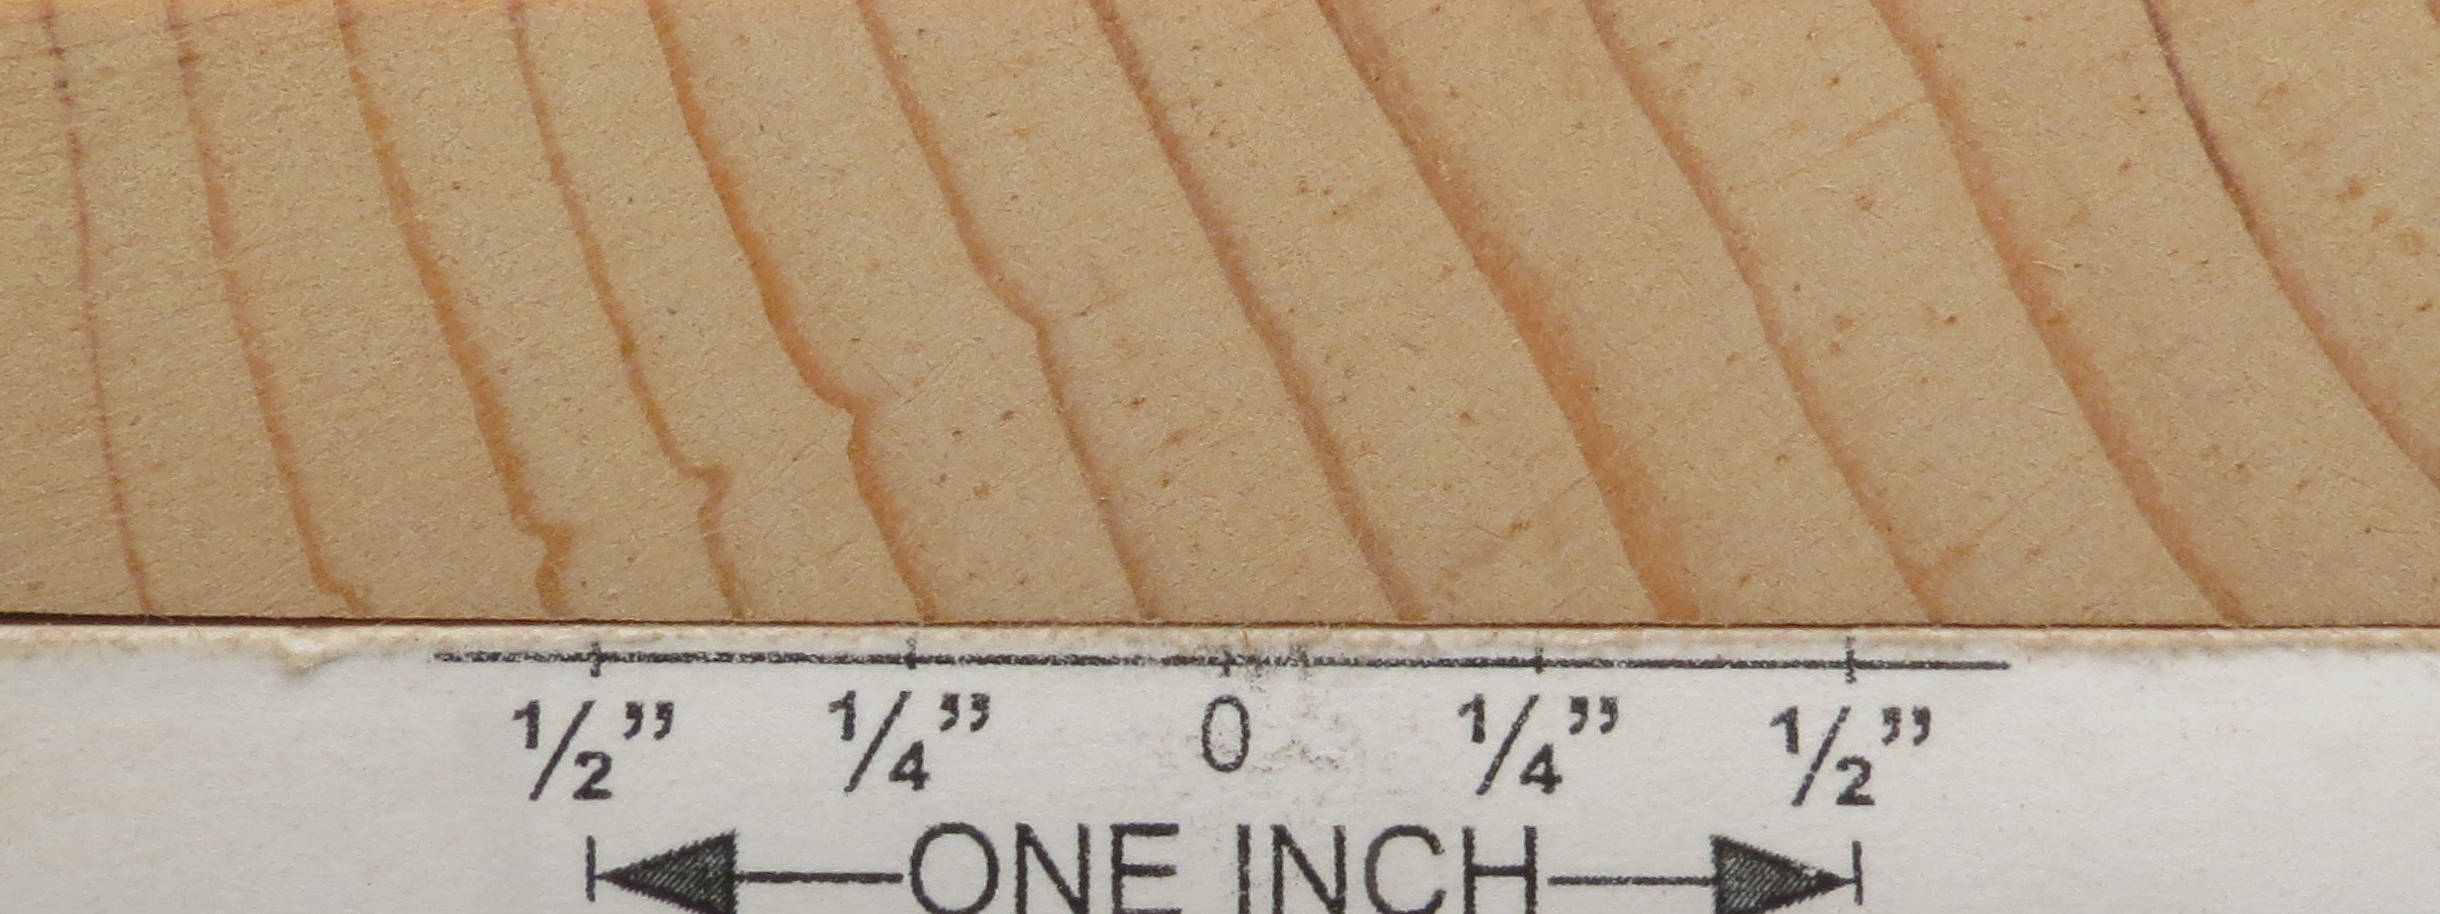 1/2” 1/4” 0 1/4” 1/2”
ONE INCH